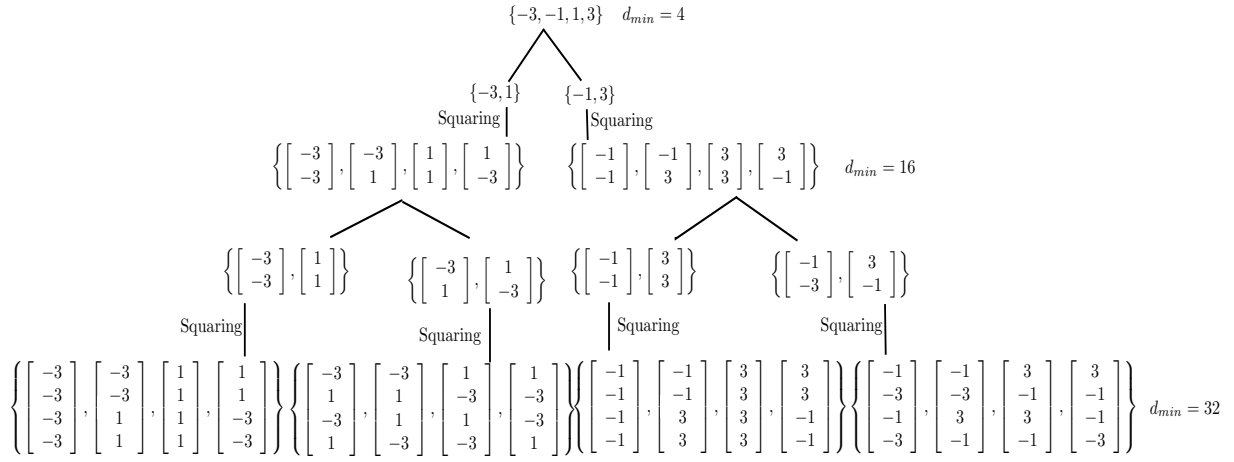 {−3,−1,1,3} d_min = 4
{−3,1} {−1,3}
Squaring Squaring
{[−3 −3], [−3 1], [1 1], [1 −3]} {[−1 −1], [−1 3], [3 3], [3 −1]} d_min = 16
{[−3 −3], [1 1]} {[−3 1], [1 −3]} {[−1 −1], [3 3]} {[−1 −3], [3 −1]}
Squaring Squaring Squaring Squaring
{[−3 −3 −3 −3], [−3 −3 1 1], [1 1 1 1], [1 1 −3 −3]} {[−3 1 −3 1], [−3 1 1 −3], [1 −3 1 −3], [1 −3 −3 1]} {[−1 −1 −1 −1], [−1 −1 3 3], [3 3 3 3], [3 3 −1 −1]} {[−1 −3 −1 −3], [−1 −3 3 −1], [3 −1 3 −1], [3 −1 −1 −3]} d_min = 32